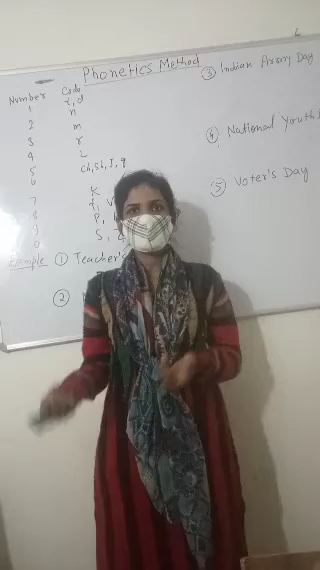 Phonetics Method
Number Code
1 t, d
2 n
3 m
4 r
5 L
6 ch, sh, J, g
7 K
8 f, V
9 P,
0 S, Z
Example ① Teacher's
②
③ Indian Army Day
④ National Youth
⑤ Voter's Day